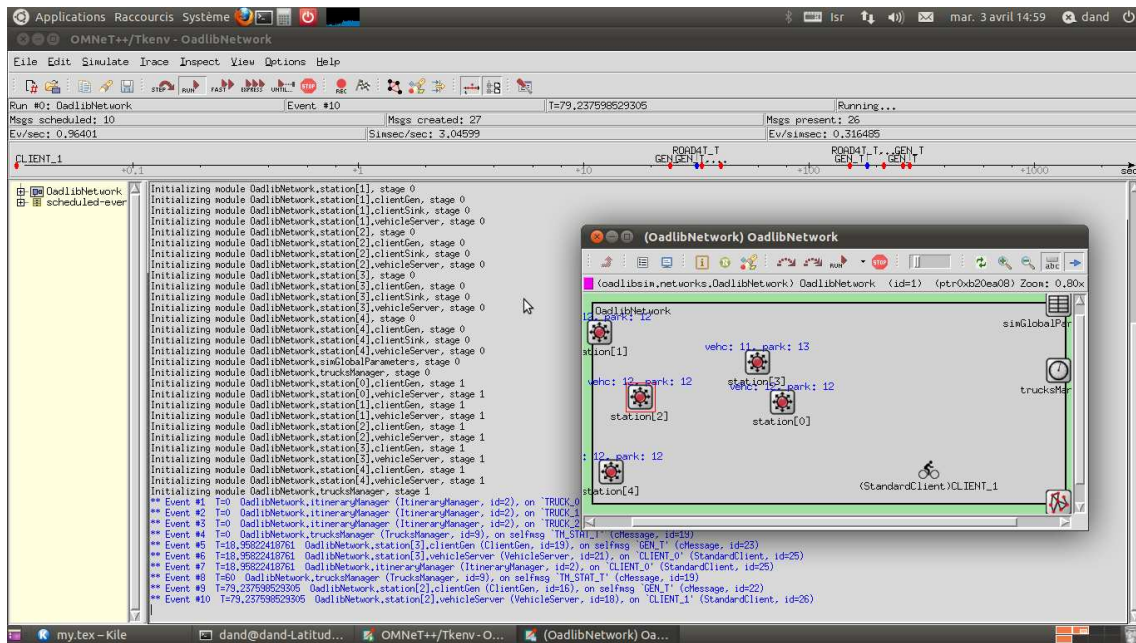 Applications Raccourcis Système
Isr mar. 3 avril 14:59 dand
OMNeT++/Tkenv - OadlibNetwork
File Edit Simulate Trace Inspect View Options Help
STEP RUN FAST EXPRESS UNTIL STOP REC
Run #0: OadlibNetwork Event #10 T=79.237598529305 Running...
Msgs scheduled: 10 Msgs created: 27 Msgs present: 26
Ev/sec: 0.96401 Simsec/sec: 3.04599 Ev/simsec: 0.316485
ROAD4T_T ROAD4T_T...GEN_T
CLIENT_1 GEN_GEN_T... GEN_T GEN_T
+0.1 +1 +10 +100 +1000 sec
OadlibNetwork
scheduled-ever
Initializing module OadlibNetwork.station[1], stage 0
Initializing module OadlibNetwork.station[1].clientGen, stage 0
Initializing module OadlibNetwork.station[1].clientSink, stage 0
Initializing module OadlibNetwork.station[1].vehicleServer, stage 0
Initializing module OadlibNetwork.station[2], stage 0
Initializing module OadlibNetwork.station[2].clientGen, stage 0
Initializing module OadlibNetwork.station[2].clientSink, stage 0
Initializing module OadlibNetwork.station[2].vehicleServer, stage 0
Initializing module OadlibNetwork.station[3], stage 0
Initializing module OadlibNetwork.station[3].clientGen, stage 0
Initializing module OadlibNetwork.station[3].clientSink, stage 0
Initializing module OadlibNetwork.station[3].vehicleServer, stage 0
Initializing module OadlibNetwork.station[4], stage 0
Initializing module OadlibNetwork.station[4].clientGen, stage 0
Initializing module OadlibNetwork.station[4].clientSink, stage 0
Initializing module OadlibNetwork.station[4].vehicleServer, stage 0
Initializing module OadlibNetwork.simGlobalParameters, stage 0
Initializing module OadlibNetwork.trucksManager, stage 0
Initializing module OadlibNetwork.station[0].clientGen, stage 1
Initializing module OadlibNetwork.station[0].vehicleServer, stage 1
Initializing module OadlibNetwork.station[1].clientGen, stage 1
Initializing module OadlibNetwork.station[1].vehicleServer, stage 1
Initializing module OadlibNetwork.station[2].clientGen, stage 1
Initializing module OadlibNetwork.station[2].vehicleServer, stage 1
Initializing module OadlibNetwork.station[3].clientGen, stage 1
Initializing module OadlibNetwork.station[3].vehicleServer, stage 1
Initializing module OadlibNetwork.station[4].clientGen, stage 1
Initializing module OadlibNetwork.station[4].vehicleServer, stage 1
Initializing module OadlibNetwork.trucksManager, stage 1
** Event #1 T=0 OadlibNetwork.itineraryManager (ItineraryManager, id=2), on `TRUCK_0
** Event #2 T=0 OadlibNetwork.itineraryManager (ItineraryManager, id=2), on `TRUCK_1
** Event #3 T=0 OadlibNetwork.itineraryManager (ItineraryManager, id=2), on `TRUCK_2
** Event #4 T=0 OadlibNetwork.trucksManager (TrucksManager, id=9), on selfmsg `TM_STAT_T' (cMessage, id=19)
** Event #5 T=18.95822418761 OadlibNetwork.station[3].clientGen (ClientGen, id=19), on selfmsg `GEN_T' (cMessage, id=23)
** Event #6 T=18.95822418761 OadlibNetwork.station[3].vehicleServer (VehicleServer, id=21), on `CLIENT_0' (StandardClient, id=25)
** Event #7 T=18.95822418761 OadlibNetwork.itineraryManager (ItineraryManager, id=2), on `CLIENT_0' (StandardClient, id=25)
** Event #8 T=60 OadlibNetwork.trucksManager (TrucksManager, id=9), on selfmsg `TM_STAT_T' (cMessage, id=19)
** Event #9 T=79.237598529305 OadlibNetwork.station[2].clientGen (ClientGen, id=16), on selfmsg `GEN_T' (cMessage, id=22)
** Event #10 T=79.237598529305 OadlibNetwork.station[2].vehicleServer (VehicleServer, id=18), on `CLIENT_1' (StandardClient, id=26)
(OadlibNetwork) OadlibNetwork
RUN STOP abc
(oadlibsim.networks.OadlibNetwork) OadlibNetwork (id=1) (ptr0xb20ea08) Zoom: 0.80x
OadlibNetwork
12, park: 12
simGlobalPar
ation[1]
vehc: 11, park: 13
vehc: 12, park: 12
station[3]
vehc: 12, park: 12
trucksMan
station[2]
station[0]
: 12, park: 12
(StandardClient)CLIENT_1
station[4]
my.tex – Kile dand@dand-Latitud... OMNeT++/Tkenv - O... (OadlibNetwork) Oa...